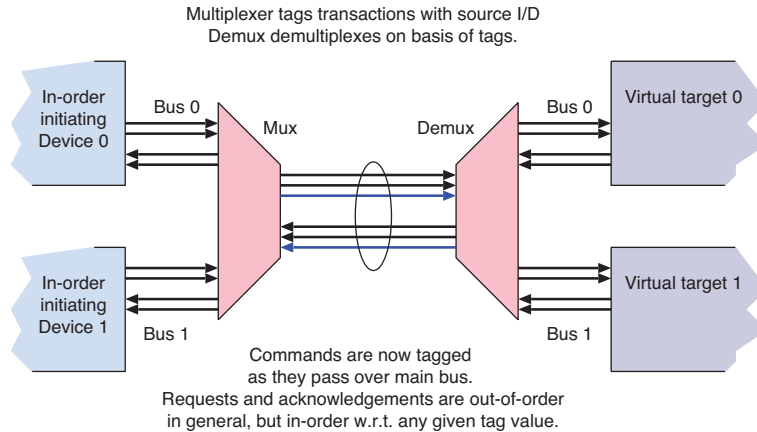 Multiplexer tags transactions with source I/D
Demux demultiplexes on basis of tags.
In-order
initiating
Device 0
Bus 0
Mux
Demux
Bus 0
Virtual target 0
In-order
initiating
Device 1
Bus 1
Bus 1
Virtual target 1
Commands are now tagged
as they pass over main bus.
Requests and acknowledgements are out-of-order
in general, but in-order w.r.t. any given tag value.